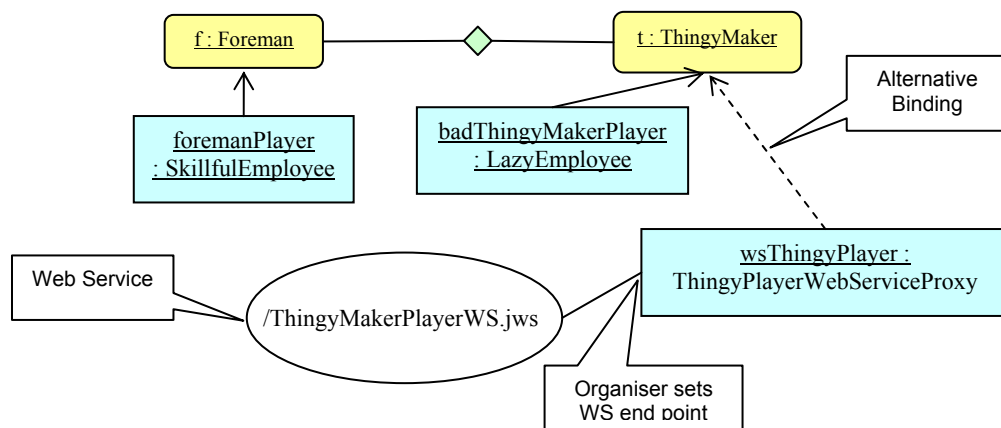 f : Foreman
t : ThingyMaker
Alternative
Binding
foremanPlayer
: SkillfulEmployee
badThingyMakerPlayer
: LazyEmployee
wsThingyPlayer :
ThingyPlayerWebServiceProxy
Web Service
/ThingyMakerPlayerWS.jws
Organiser sets
WS end point